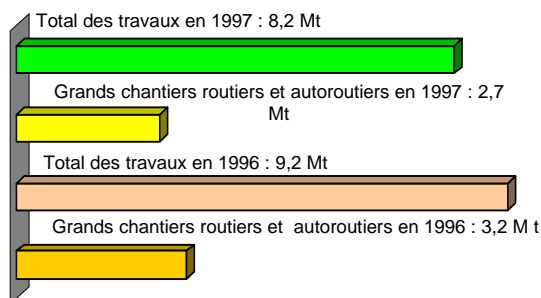 Total des travaux en 1997 : 8,2 Mt
Grands chantiers routiers et autoroutiers en 1997 : 2,7
Mt
Total des travaux en 1996 : 9,2 Mt
Grands chantiers routiers et autoroutiers en 1996 : 3,2 M t